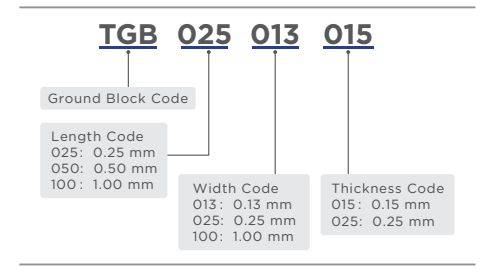 TGB 025 013 015
Ground Block Code
Length Code
025: 0.25 mm
050: 0.50 mm
100: 1.00 mm
Width Code
013: 0.13 mm
025: 0.25 mm
100: 1.00 mm
Thickness Code
015: 0.15 mm
025: 0.25 mm